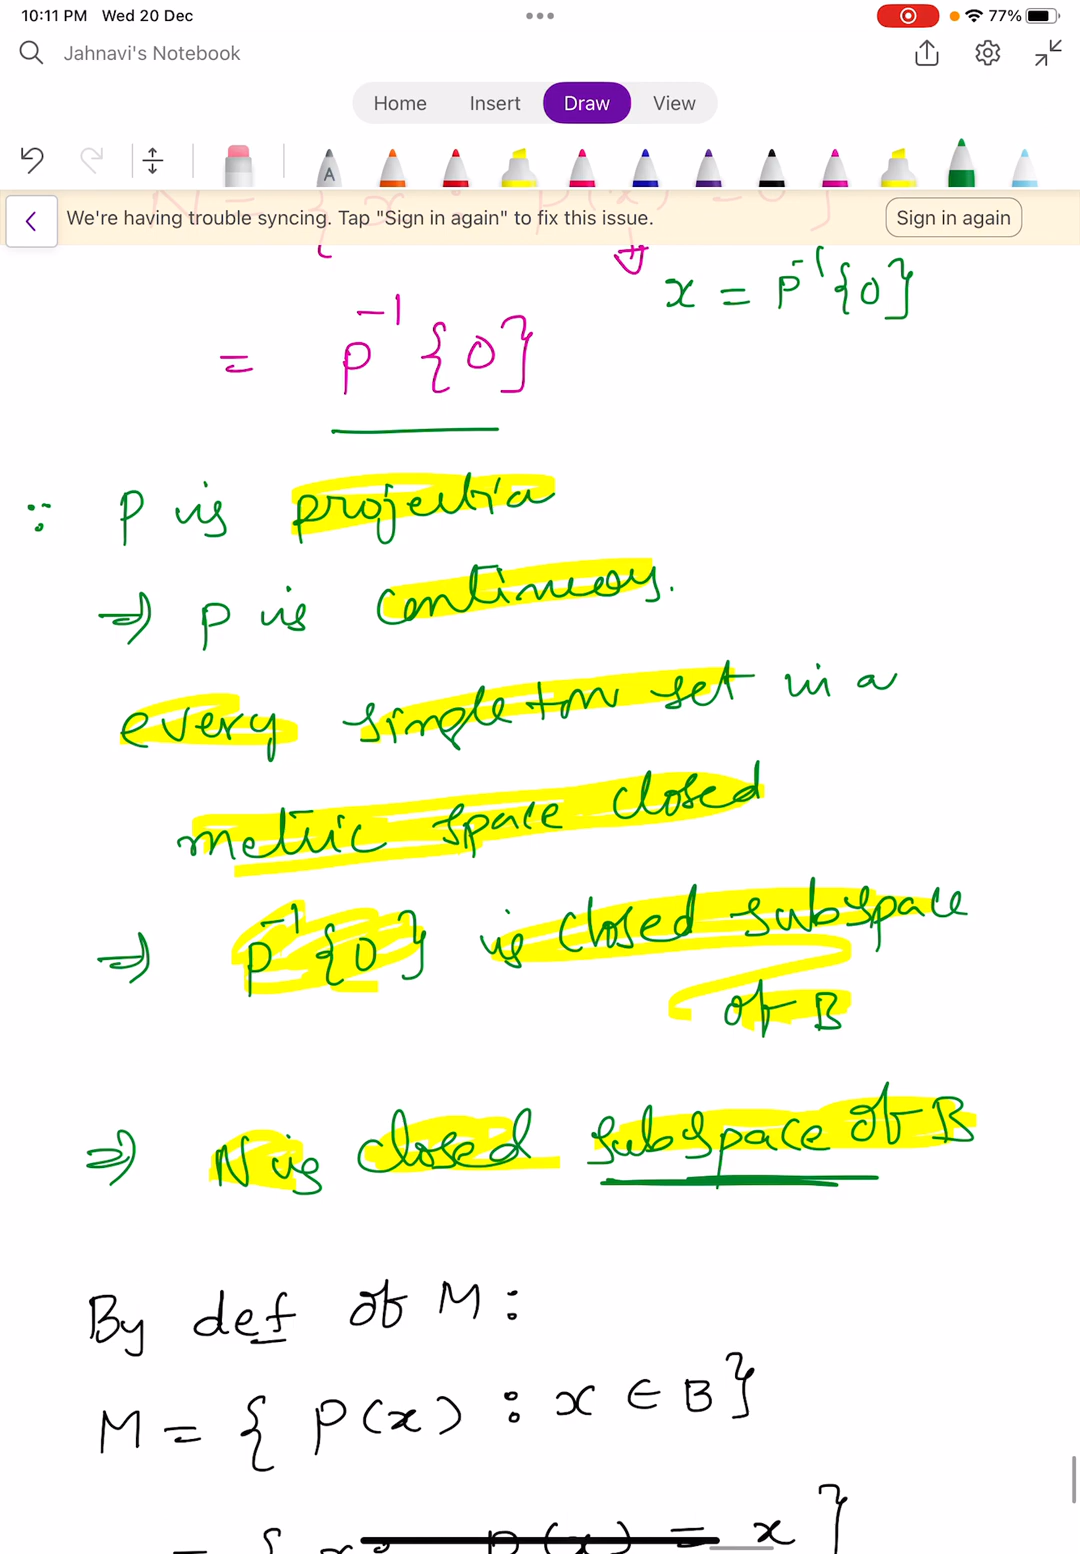 10:11 PM Wed 20 Dec
77%
Jahnavi's Notebook
Home Insert Draw View
A
N = { x : P(x) = 0 }
We're having trouble syncing. Tap "Sign in again" to fix this issue.
Sign in again
x = P⁻¹{0}
= P⁻¹{0}
∵ P is projectio
⇒ P is continuous.
every singleton set in a
metric space closed
⇒ P⁻¹{0} is closed subspace
of B
⇒ N is closed subspace of B
By def of M :
M = { P(x) : x ∈ B }
= { x : P(x) = x }